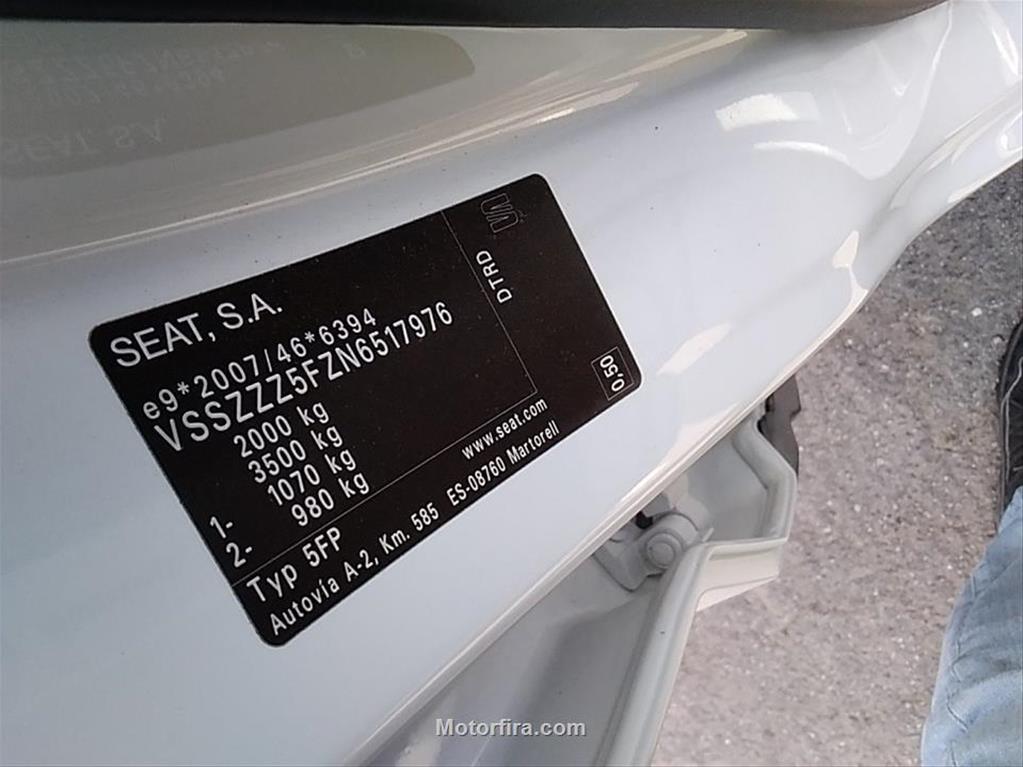 SEAT, S.A.
e9*2007/46*6394
VSSZZZ5FZN6517976
2000 kg
3500 kg
1- 1070 kg
2- 980 kg
DTRD
0,50
Typ 5FP
www.seat.com
Autovía A-2, Km. 585 ES-08760 Martorell
Motorfira.com